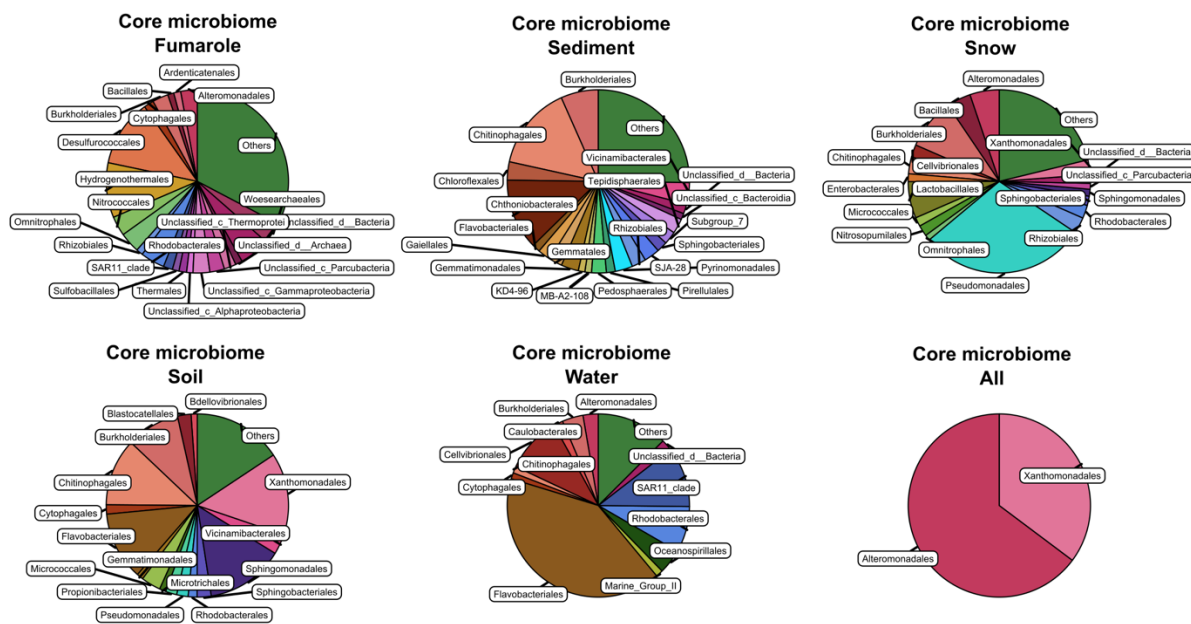 Core microbiome
Fumarole
Ardenticatenales
Bacillales
Alteromonadales
Burkholderiales
Cytophagales
Desulfurococcales
Others
Hydrogenothermales
Nitrococcales
Woesearchaeales
Omnitrophales
Unclassified_c_Thermoprotei
nclassified_d__Bacteria
Rhizobiales
Rhodobacterales
Unclassified_d__Archaea
SAR11_clade
Unclassified_c_Parcubacteria
Sulfobacillales
Thermales
Unclassified_c_Gammaproteobacteria
Unclassified_c_Alphaproteobacteria
Core microbiome
Sediment
Burkholderiales
Chitinophagales
Others
Vicinamibacterales
Chloroflexales
Tepidisphaerales
Unclassified_d__Bacteria
Chthoniobacterales
Unclassified_c_Bacteroidia
Flavobacteriales
Rhizobiales
Subgroup_7
Gaiellales
Gemmatales
Sphingobacteriales
Gemmatimonadales
SJA-28
Pyrinomonadales
KD4-96
MB-A2-108
Pedosphaerales
Pirellulales
Core microbiome
Snow
Alteromonadales
Bacillales
Others
Burkholderiales
Xanthomonadales
Chitinophagales
Cellvibrionales
Unclassified_d__Bacteria
Enterobacterales
Lactobacillales
Unclassified_c_Parcubacteria
Micrococcales
Sphingobacteriales
Sphingomonadales
Nitrosopumilales
Rhodobacterales
Omnitrophales
Rhizobiales
Pseudomonadales
Core microbiome
Soil
Bdellovibrionales
Blastocatellales
Burkholderiales
Others
Chitinophagales
Xanthomonadales
Cytophagales
Flavobacteriales
Vicinamibacterales
Gemmatimonadales
Sphingomonadales
Micrococcales
Microtrichales
Propionibacteriales
Sphingobacteriales
Pseudomonadales
Rhodobacterales
Core microbiome
Water
Alteromonadales
Burkholderiales
Caulobacterales
Others
Cellvibrionales
Unclassified_d__Bacteria
Chitinophagales
Cytophagales
SAR11_clade
Rhodobacterales
Oceanospirillales
Marine_Group_II
Flavobacteriales
Core microbiome
All
Xanthomonadales
Alteromonadales